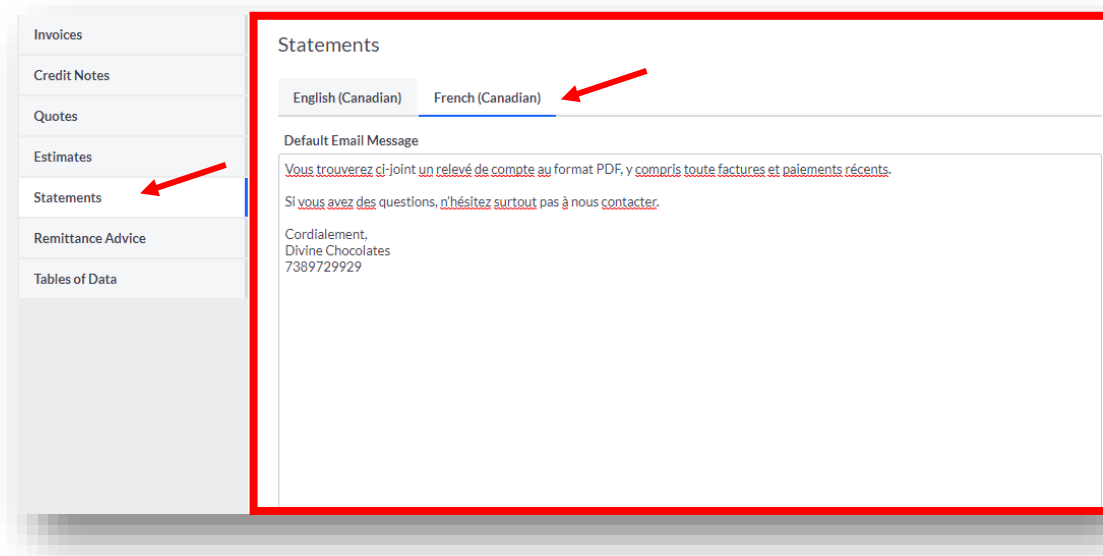 Invoices
Credit Notes
Quotes
Estimates
Statements
Remittance Advice
Tables of Data
Statements
English (Canadian) French (Canadian)
Default Email Message
Vous trouverez ci-joint un relevé de compte au format PDF, y compris toute factures et paiements récents.
Si vous avez des questions, n'hésitez surtout pas à nous contacter.
Cordialement,
Divine Chocolates
7389729929